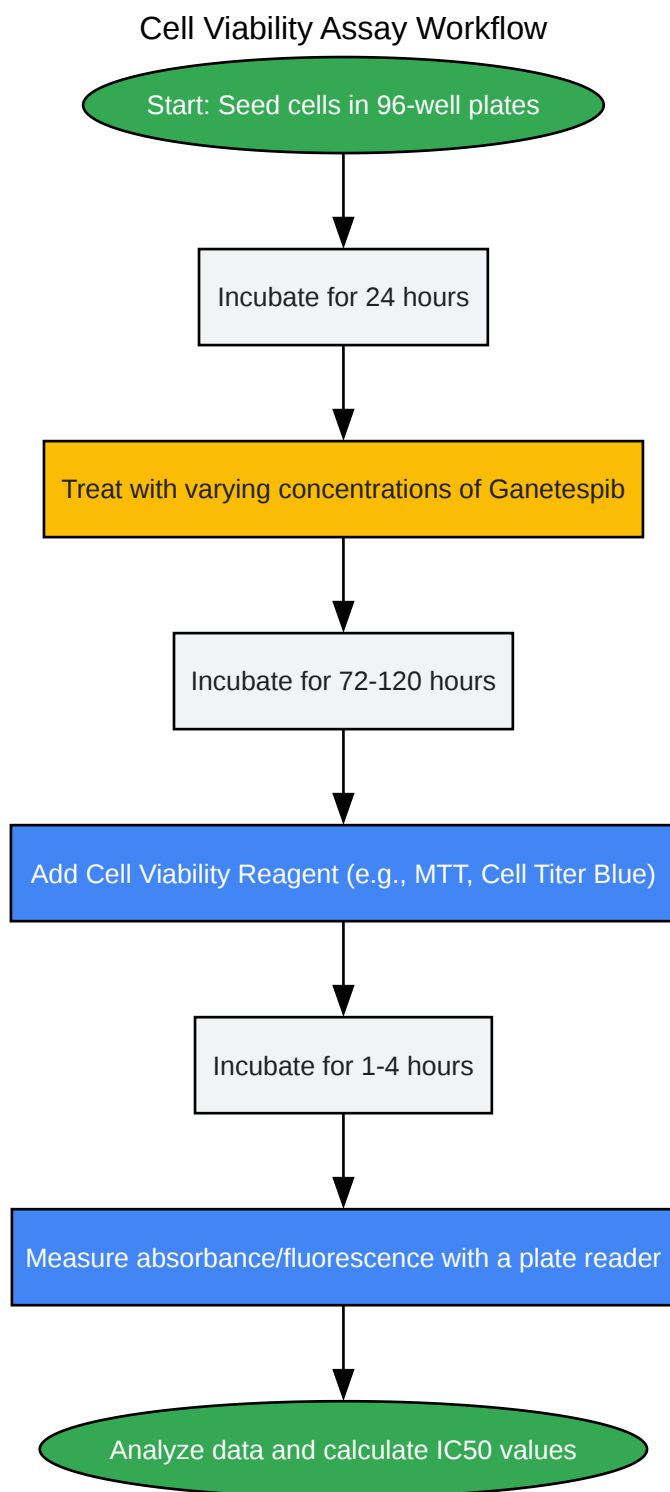 Cell Viability Assay Workflow
Start: Seed cells in 96-well plates
Incubate for 24 hours
Treat with varying concentrations of Ganetespib
Incubate for 72-120 hours
Add Cell Viability Reagent (e.g., MTT, Cell Titer Blue)
Incubate for 1-4 hours
Measure absorbance/fluorescence with a plate reader
Analyze data and calculate IC50 values